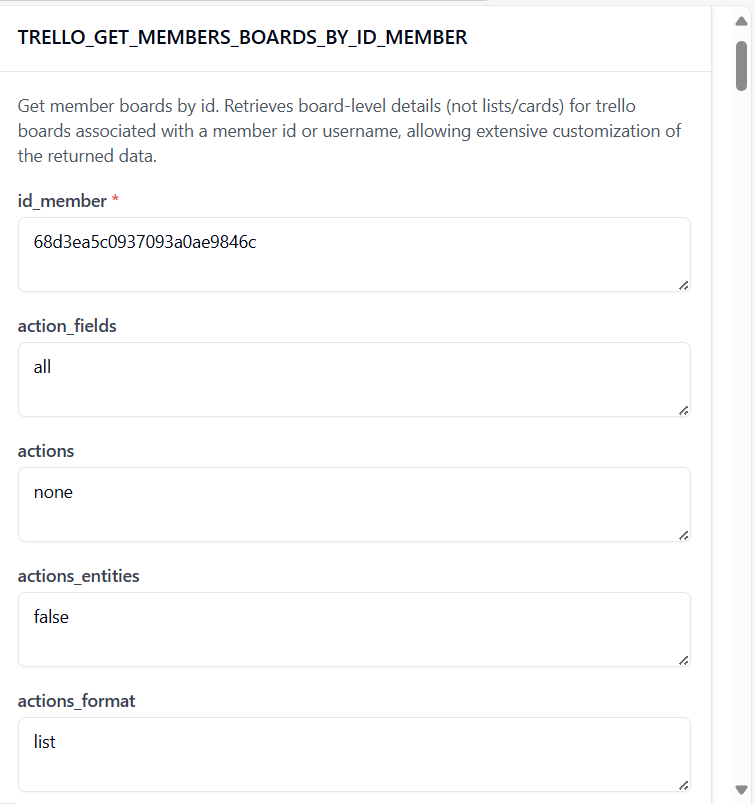 TRELLO_GET_MEMBERS_BOARDS_BY_ID_MEMBER
Get member boards by id. Retrieves board-level details (not lists/cards) for trello
boards associated with a member id or username, allowing extensive customization of
the returned data.
id_member *
68d3ea5c0937093a0ae9846c
action_fields
all
actions
none
actions_entities
false
actions_format
list